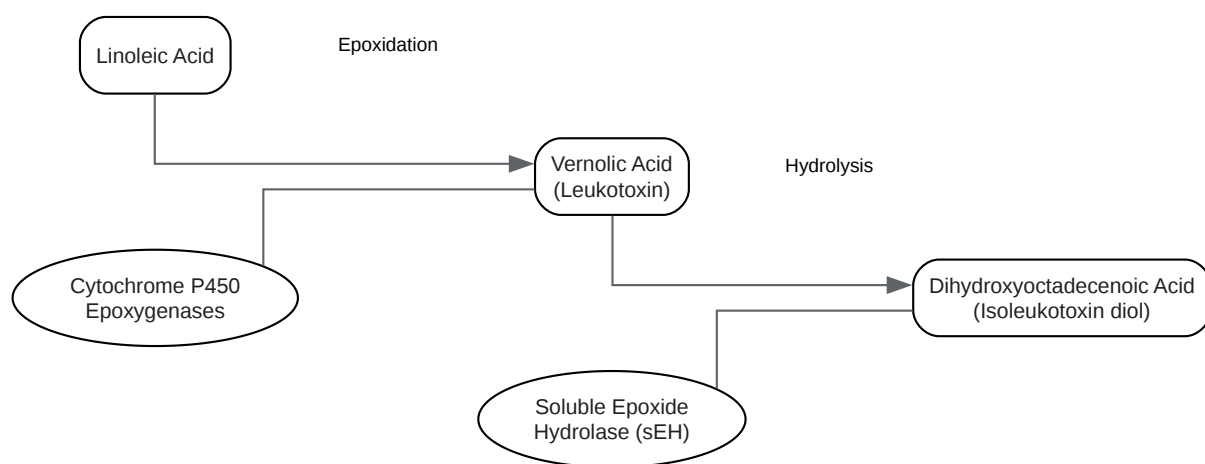 Linoleic Acid
Epoxidation
Vernolic Acid
(Leukotoxin)
Hydrolysis
Cytochrome P450
Epoxygenases
Dihydroxyoctadecenoic Acid
(Isoleukotoxin diol)
Soluble Epoxide
Hydrolase (sEH)